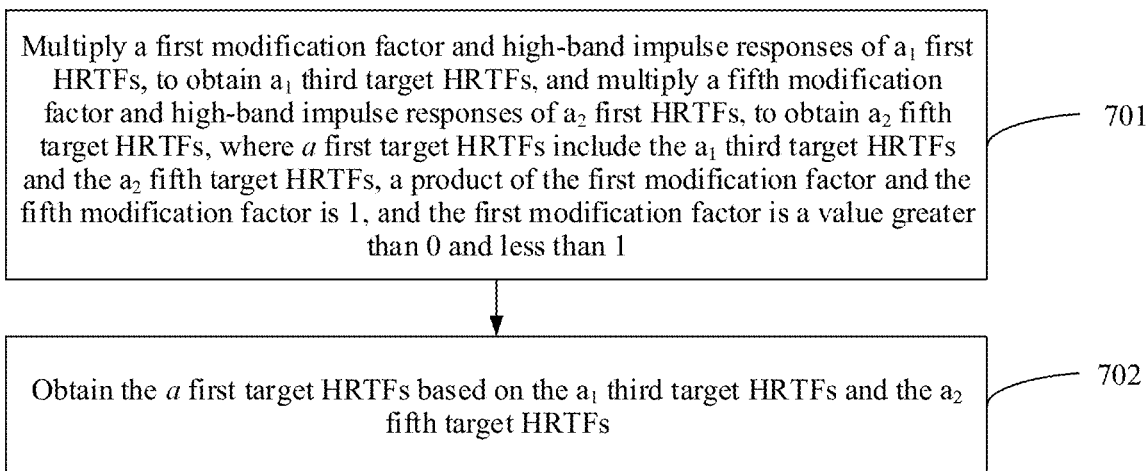 Multiply a first modification factor and high-band impulse responses of a₁ first
HRTFs, to obtain a₁ third target HRTFs, and multiply a fifth modification
factor and high-band impulse responses of a₂ first HRTFs, to obtain a₂ fifth
target HRTFs, where a first target HRTFs include the a₁ third target HRTFs
and the a₂ fifth target HRTFs, a product of the first modification factor and the
fifth modification factor is 1, and the first modification factor is a value greater
than 0 and less than 1
701
Obtain the a first target HRTFs based on the a₁ third target HRTFs and the a₂
fifth target HRTFs
702